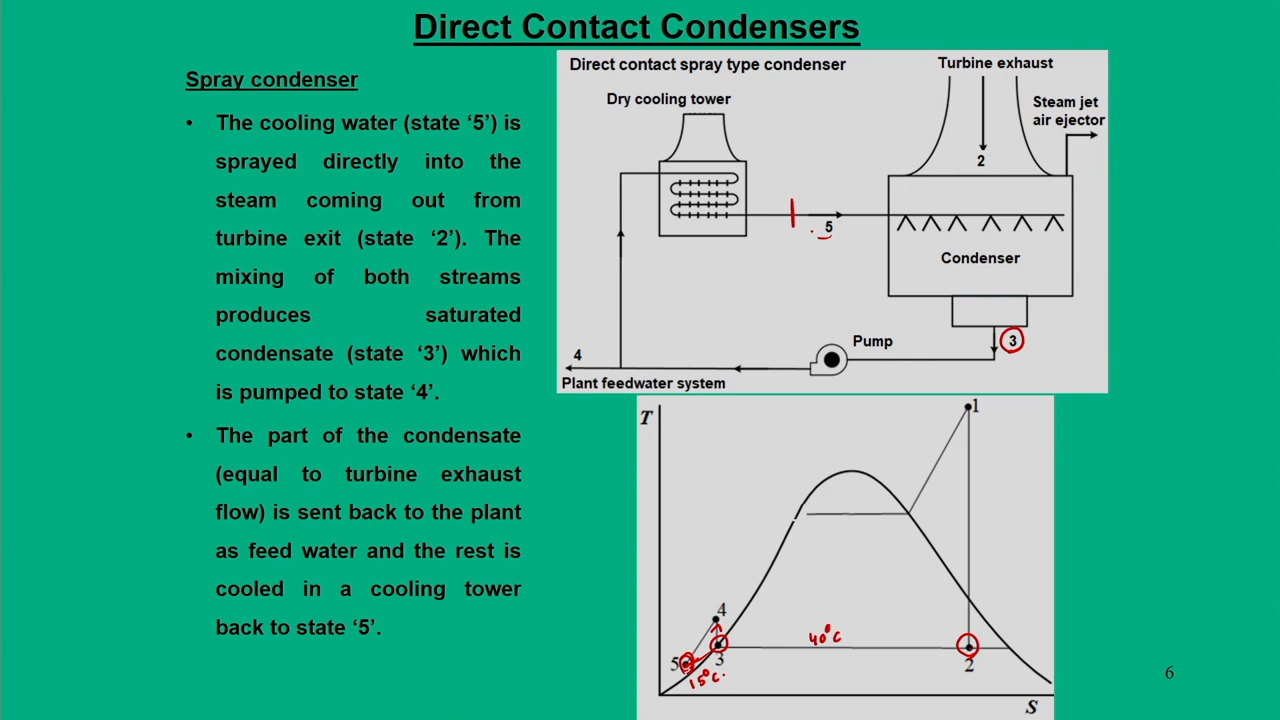 Direct Contact Condensers
Spray condenser
• The cooling water (state ‘5’) is
sprayed directly into the
steam coming out from
turbine exit (state ‘2’). The
mixing of both streams
produces saturated
condensate (state ‘3’) which
is pumped to state ‘4’.
• The part of the condensate
(equal to turbine exhaust
flow) is sent back to the plant
as feed water and the rest is
cooled in a cooling tower
back to state ‘5’.
Direct contact spray type condenser
Turbine exhaust
Dry cooling tower
Steam jet
air ejector
2
5
Condenser
3
Pump
4
Plant feedwater system
T
1
4
40°C
5
3
2
15°C.
S
6